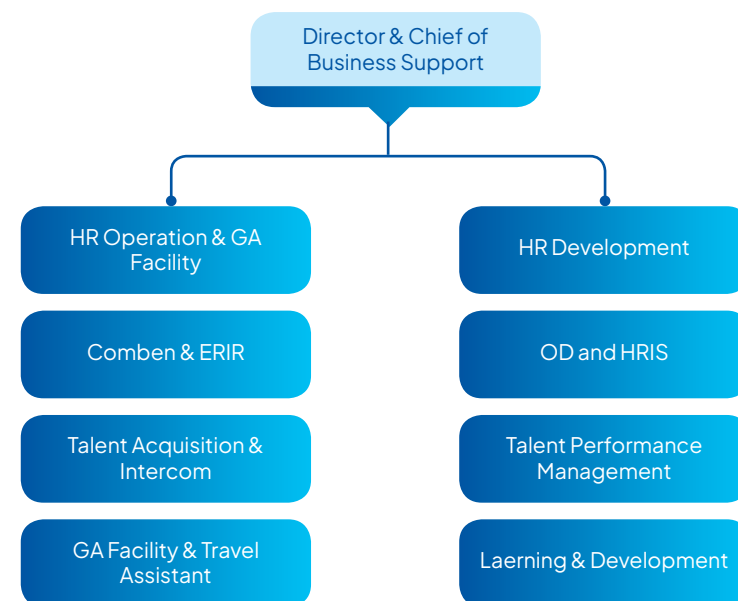 Director & Chief of
Business Support
HR Operation & GA
Facility
HR Development
Comben & ERIR
OD and HRIS
Talent Acquisition &
Intercom
Talent Performance
Management
GA Facility & Travel
Assistant
Laerning & Development